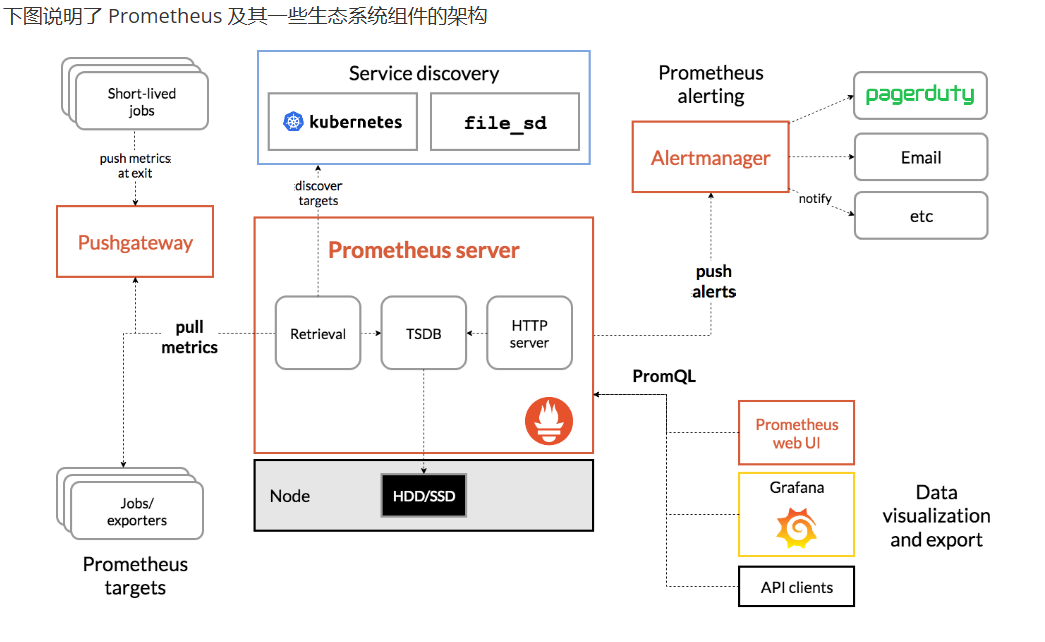 下图说明了 Prometheus 及其一些生态系统组件的架构
Short-lived
jobs
push metrics
at exit
Pushgateway
pull
metrics
Jobs/
exporters
Prometheus
targets
Service discovery
kubernetes
file_sd
discover
targets
Prometheus server
Retrieval
TSDB
HTTP
server
Node
HDD/SSD
Prometheus
alerting
Alertmanager
pagerduty
Email
notify
etc
push
alerts
PromQL
Prometheus
web UI
Grafana
API clients
Data
visualization
and export